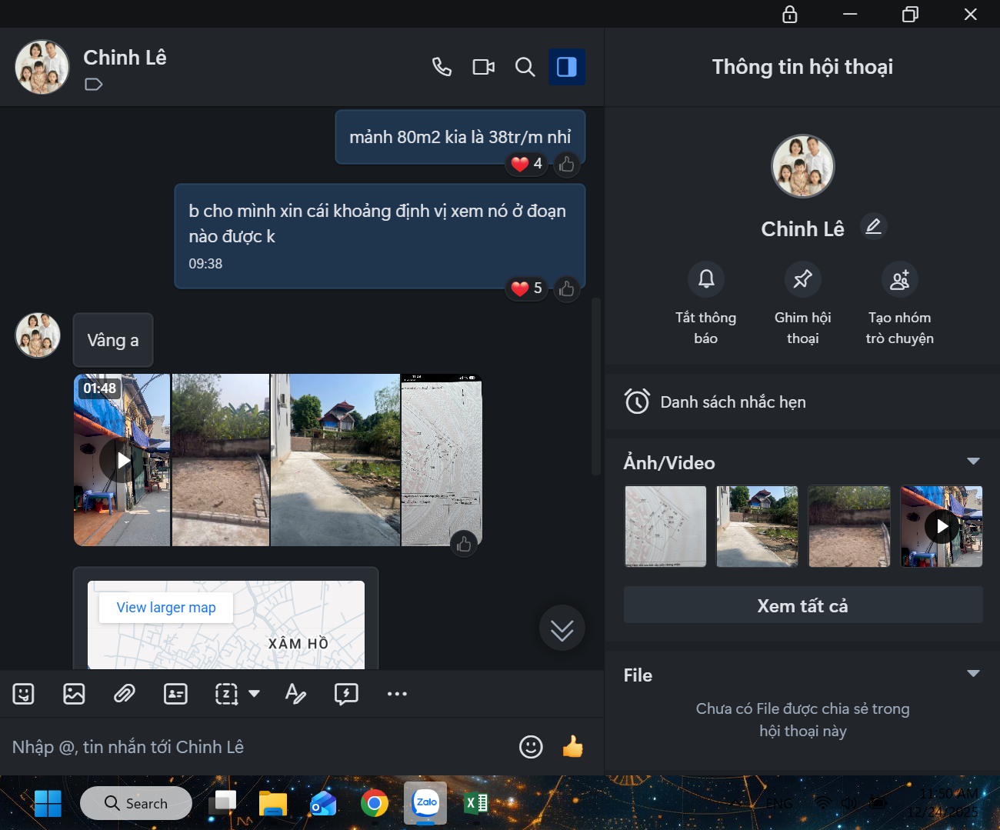 Chinh Lê
Thông tin hội thoại
mảnh 80m2 kia là 38tr/m nhỉ
4
b cho mình xin cái khoảng định vị xem nó ở đoạn
nào được k
09:38
5
Vâng a
01:48
View larger map
XÂM HỒ
Nhập @, tin nhắn tới Chinh Lê
Chinh Lê
Tắt thông
báo
Ghim hội
thoại
Tạo nhóm
trò chuyện
Danh sách nhắc hẹn
Ảnh/Video
Xem tất cả
File
Chưa có File được chia sẻ trong
hội thoại này
Search
Zalo
ENG
11:50 AM
12/24/2025